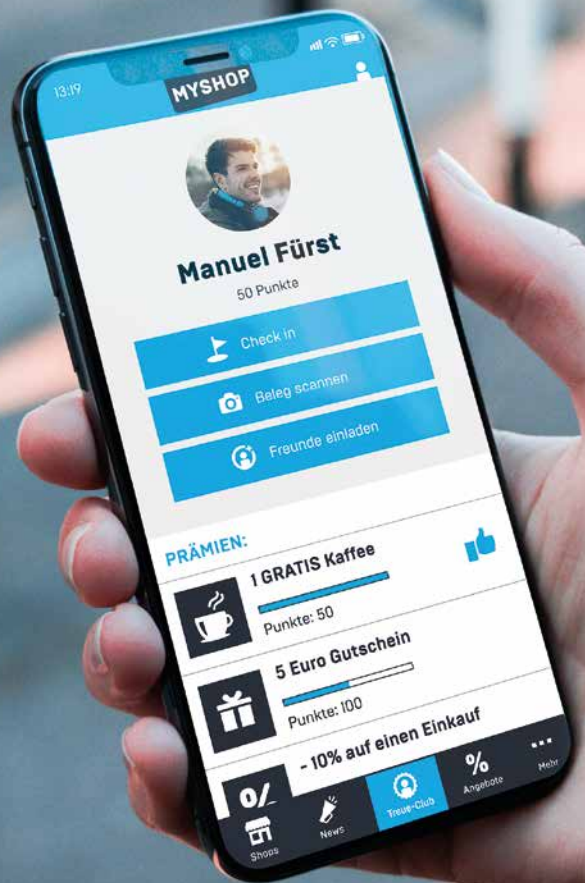 13:19
MYSHOP
Manuel Fürst
50 Punkte
Check in
Beleg scannen
Freunde einladen
PRÄMIEN:
1 GRATIS Kaffee
Punkte: 50
5 Euro Gutschein
Punkte: 100
- 10% auf einen Einkauf
%
Shops
News
Treue-Club
%
Angebote
Mehr